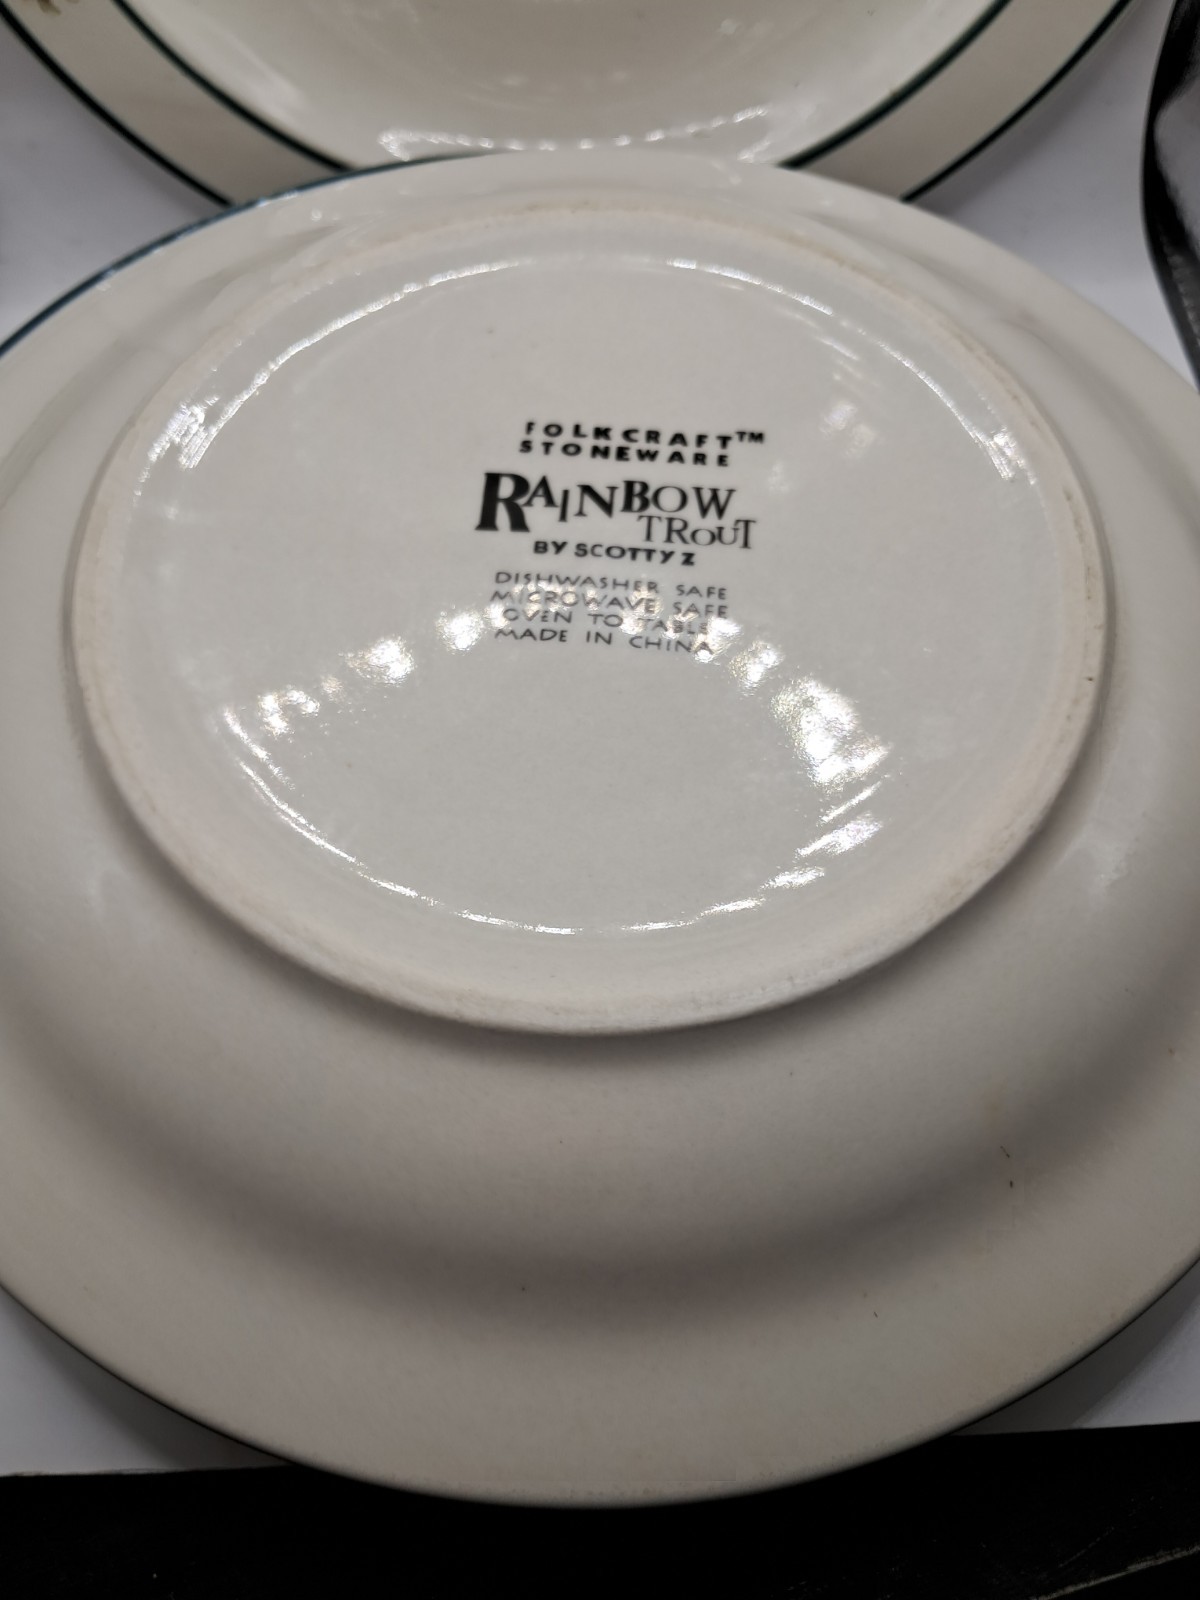 FOLKCRAFT™
STONEWARE
RAINBOW
TROUT
BY SCOTTY Z
DISHWASHER SAFE
MICROWAVE SAFE
OVEN TO TABLE
MADE IN CHINA